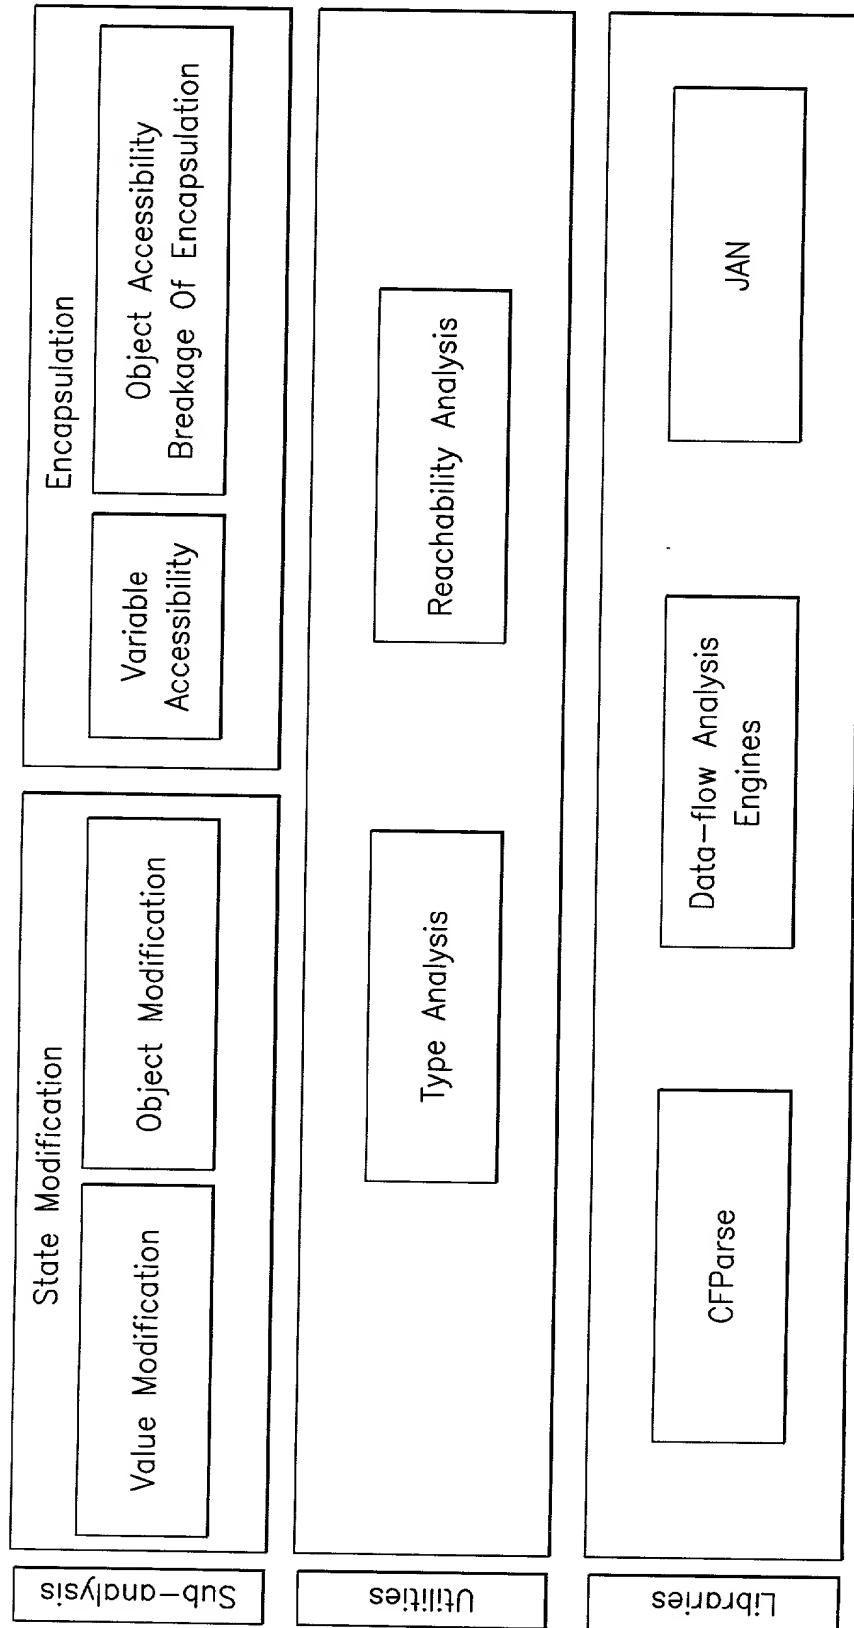 Sub-analysis
State Modification
Value Modification
Object Modification
Encapsulation
Variable
Accessibility
Object Accessibility
Breakage Of Encapsulation
Utilities
Type Analysis
Reachability Analysis
Libraries
CFParse
Data-flow Analysis
Engines
JAN